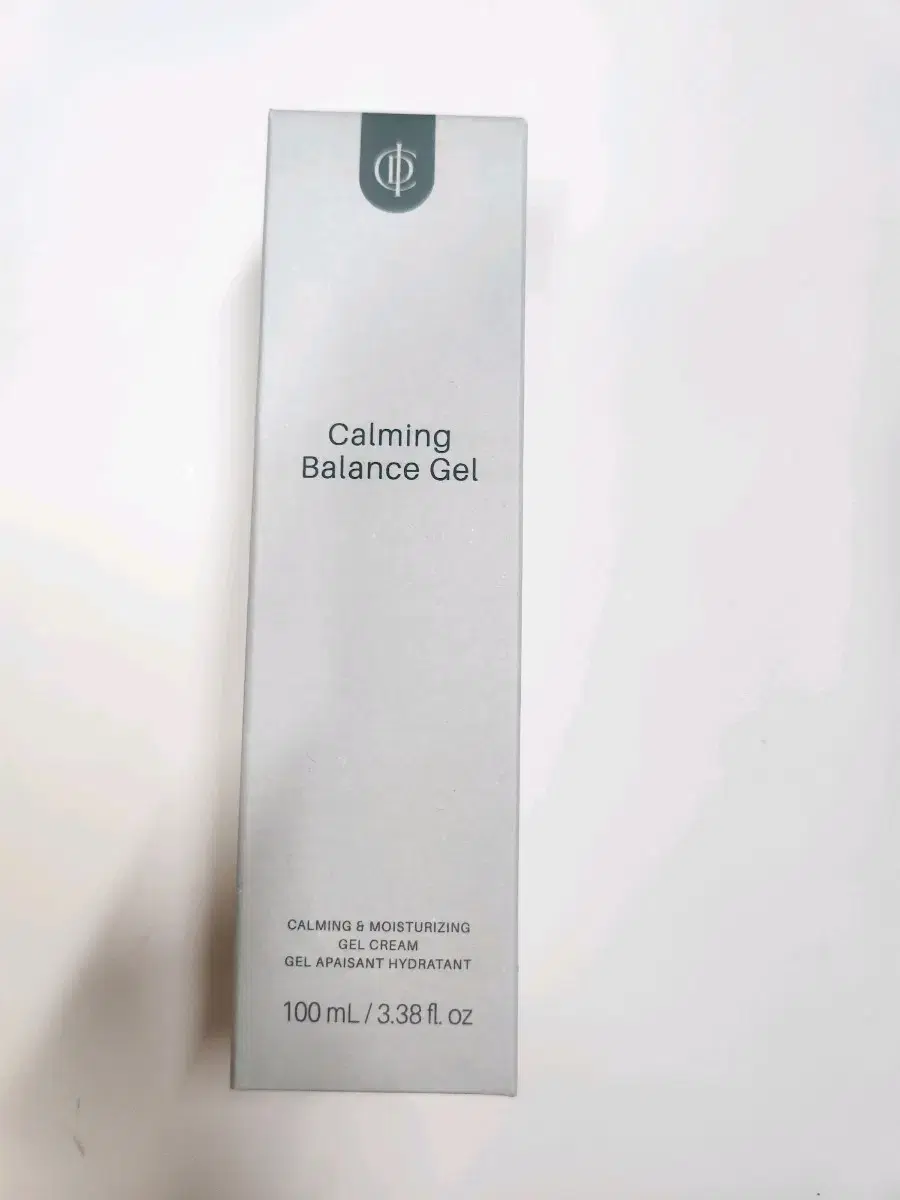 Calming
Balance Gel
CALMING & MOISTURIZING
GEL CREAM
GEL APAISANT HYDRATANT
100 mL / 3.38 fl. oz